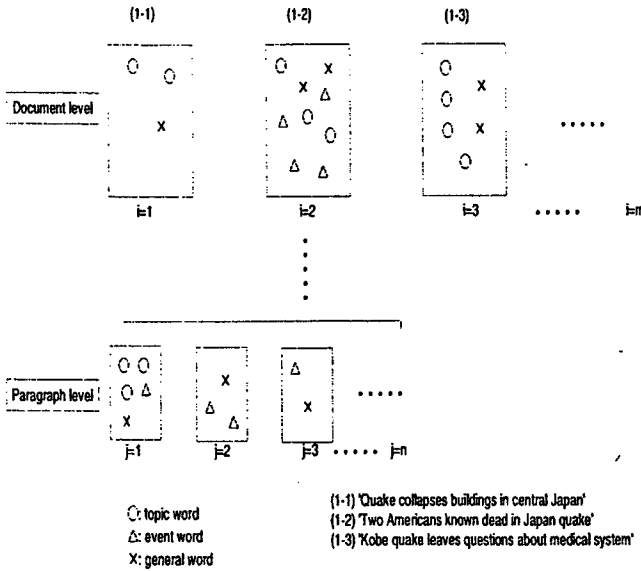 (1-1) (1-2) (1-3)
Document level
i=1 i=2 i=3 i=n
Paragraph level
j=1 j=2 j=3 j=n
O: topic word
Δ: event word
X: general word
(1-1) 'Quake collapses buildings in central Japan'
(1-2) 'Two Americans known dead in Japan quake'
(1-3) 'Kobe quake leaves questions about medical system'